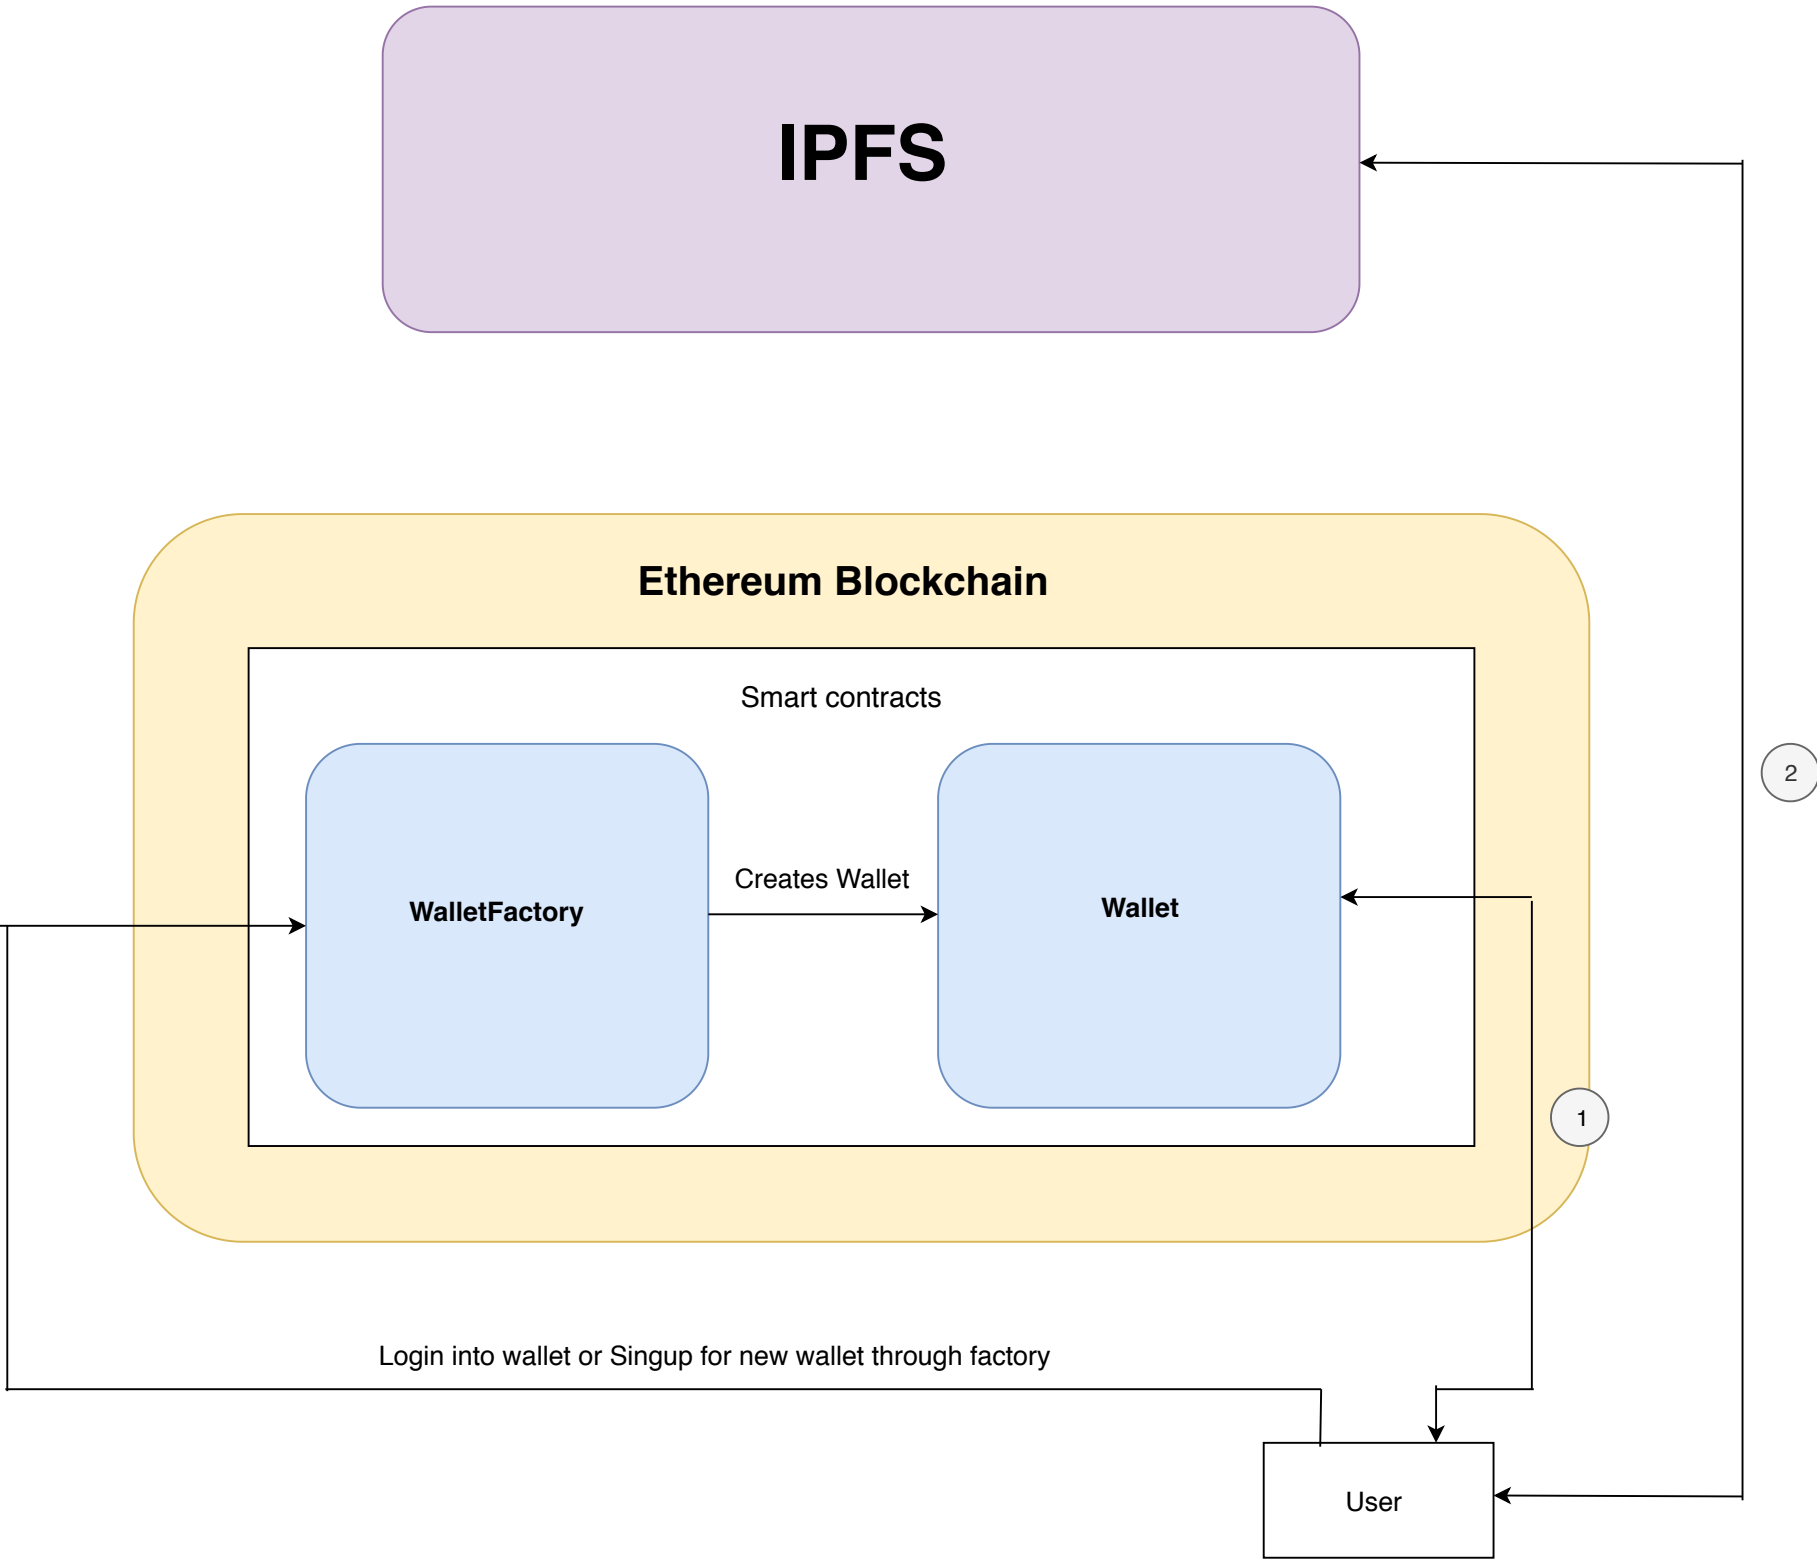 IPFS
Ethereum Blockchain
Smart contracts
2
Creates Wallet
WalletFactory
Wallet
1
Login into wallet or Singup for new wallet through factory
User